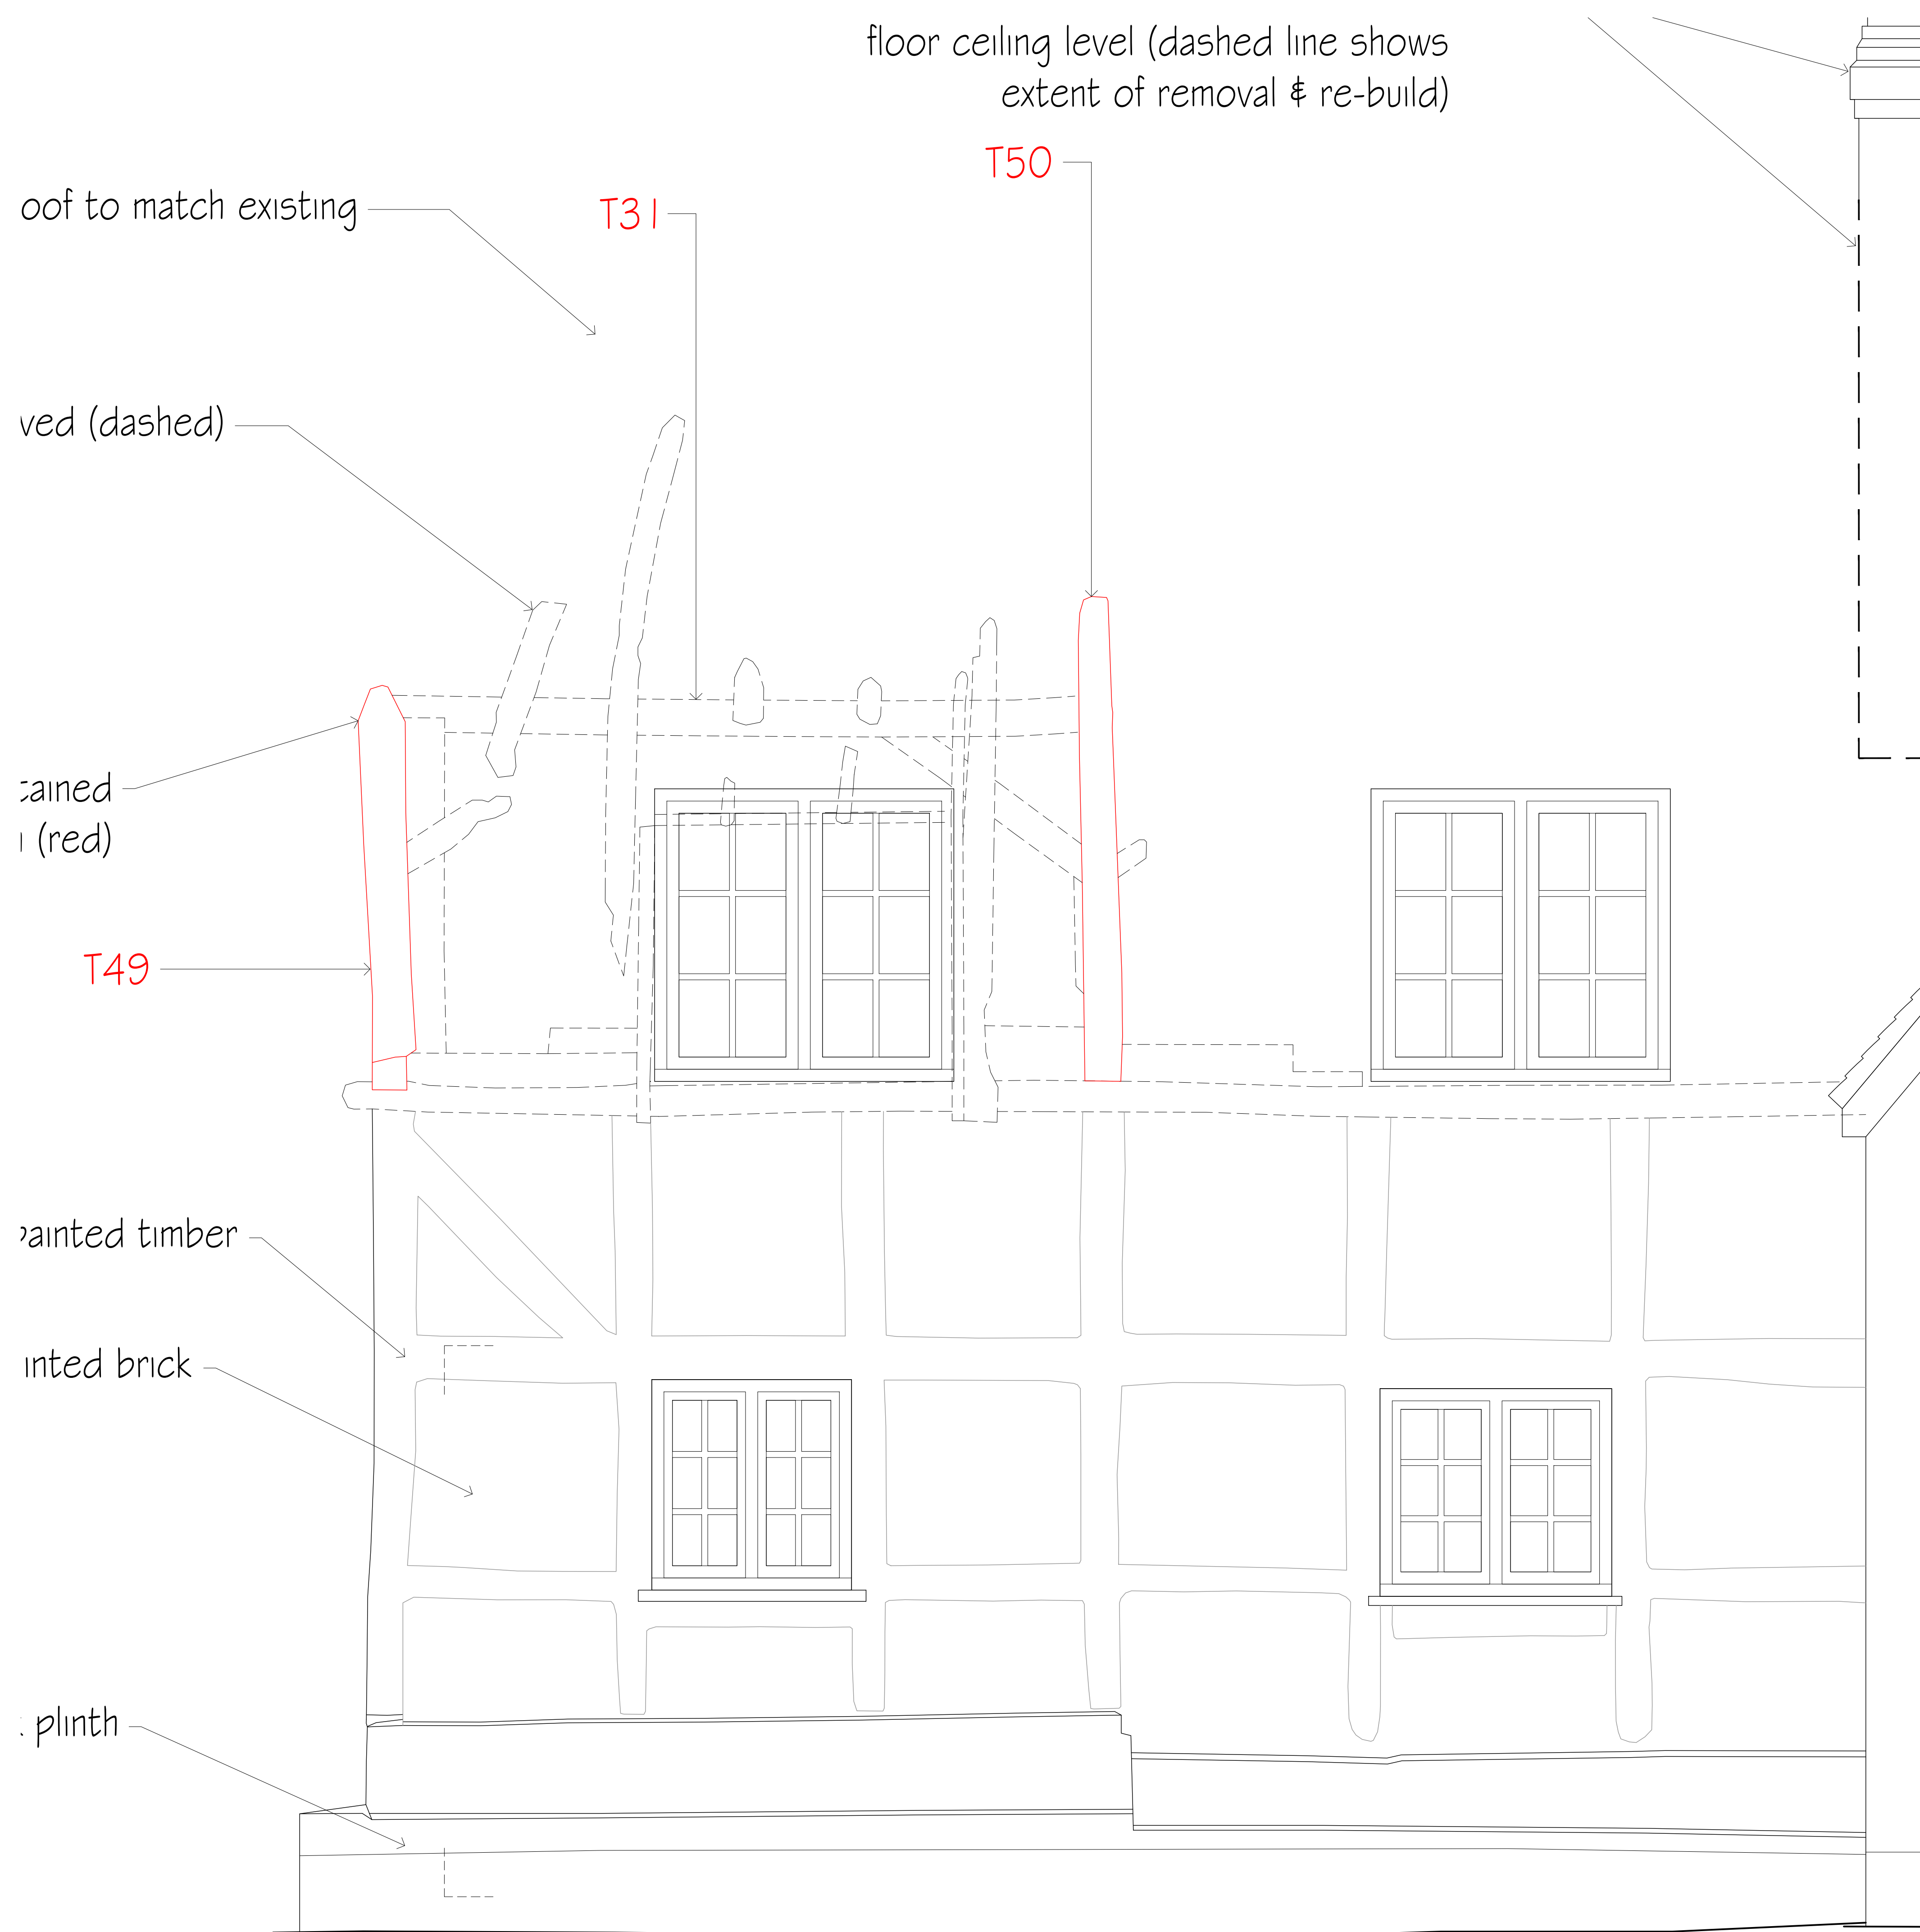 floor ceiling level (dashed line shows
extent of removal & re-build)
T50
oof to match existing
T31
ved (dashed)
ained
(red)
T49
ainted timber
inted brick
plinth